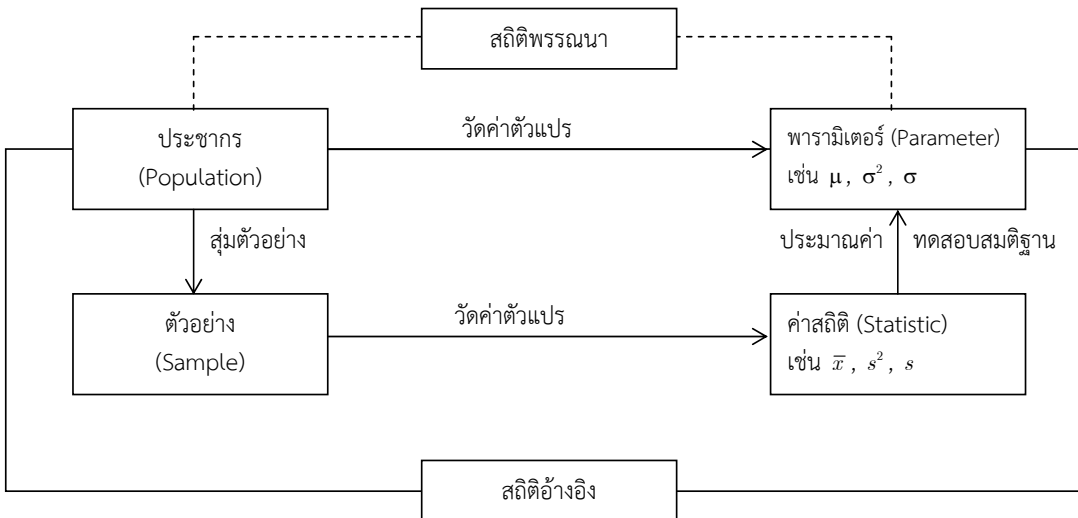 สถิติพรรณนา
ประชากร
(Population)
วัดค่าตัวแปร
พารามิเตอร์ (Parameter)
เช่น μ, σ², σ
สุ่มตัวอย่าง
ประมาณค่า ทดสอบสมติฐาน
ตัวอย่าง
(Sample)
วัดค่าตัวแปร
ค่าสถิติ (Statistic)
เช่น x̅ , s² , s
สถิติอ้างอิง